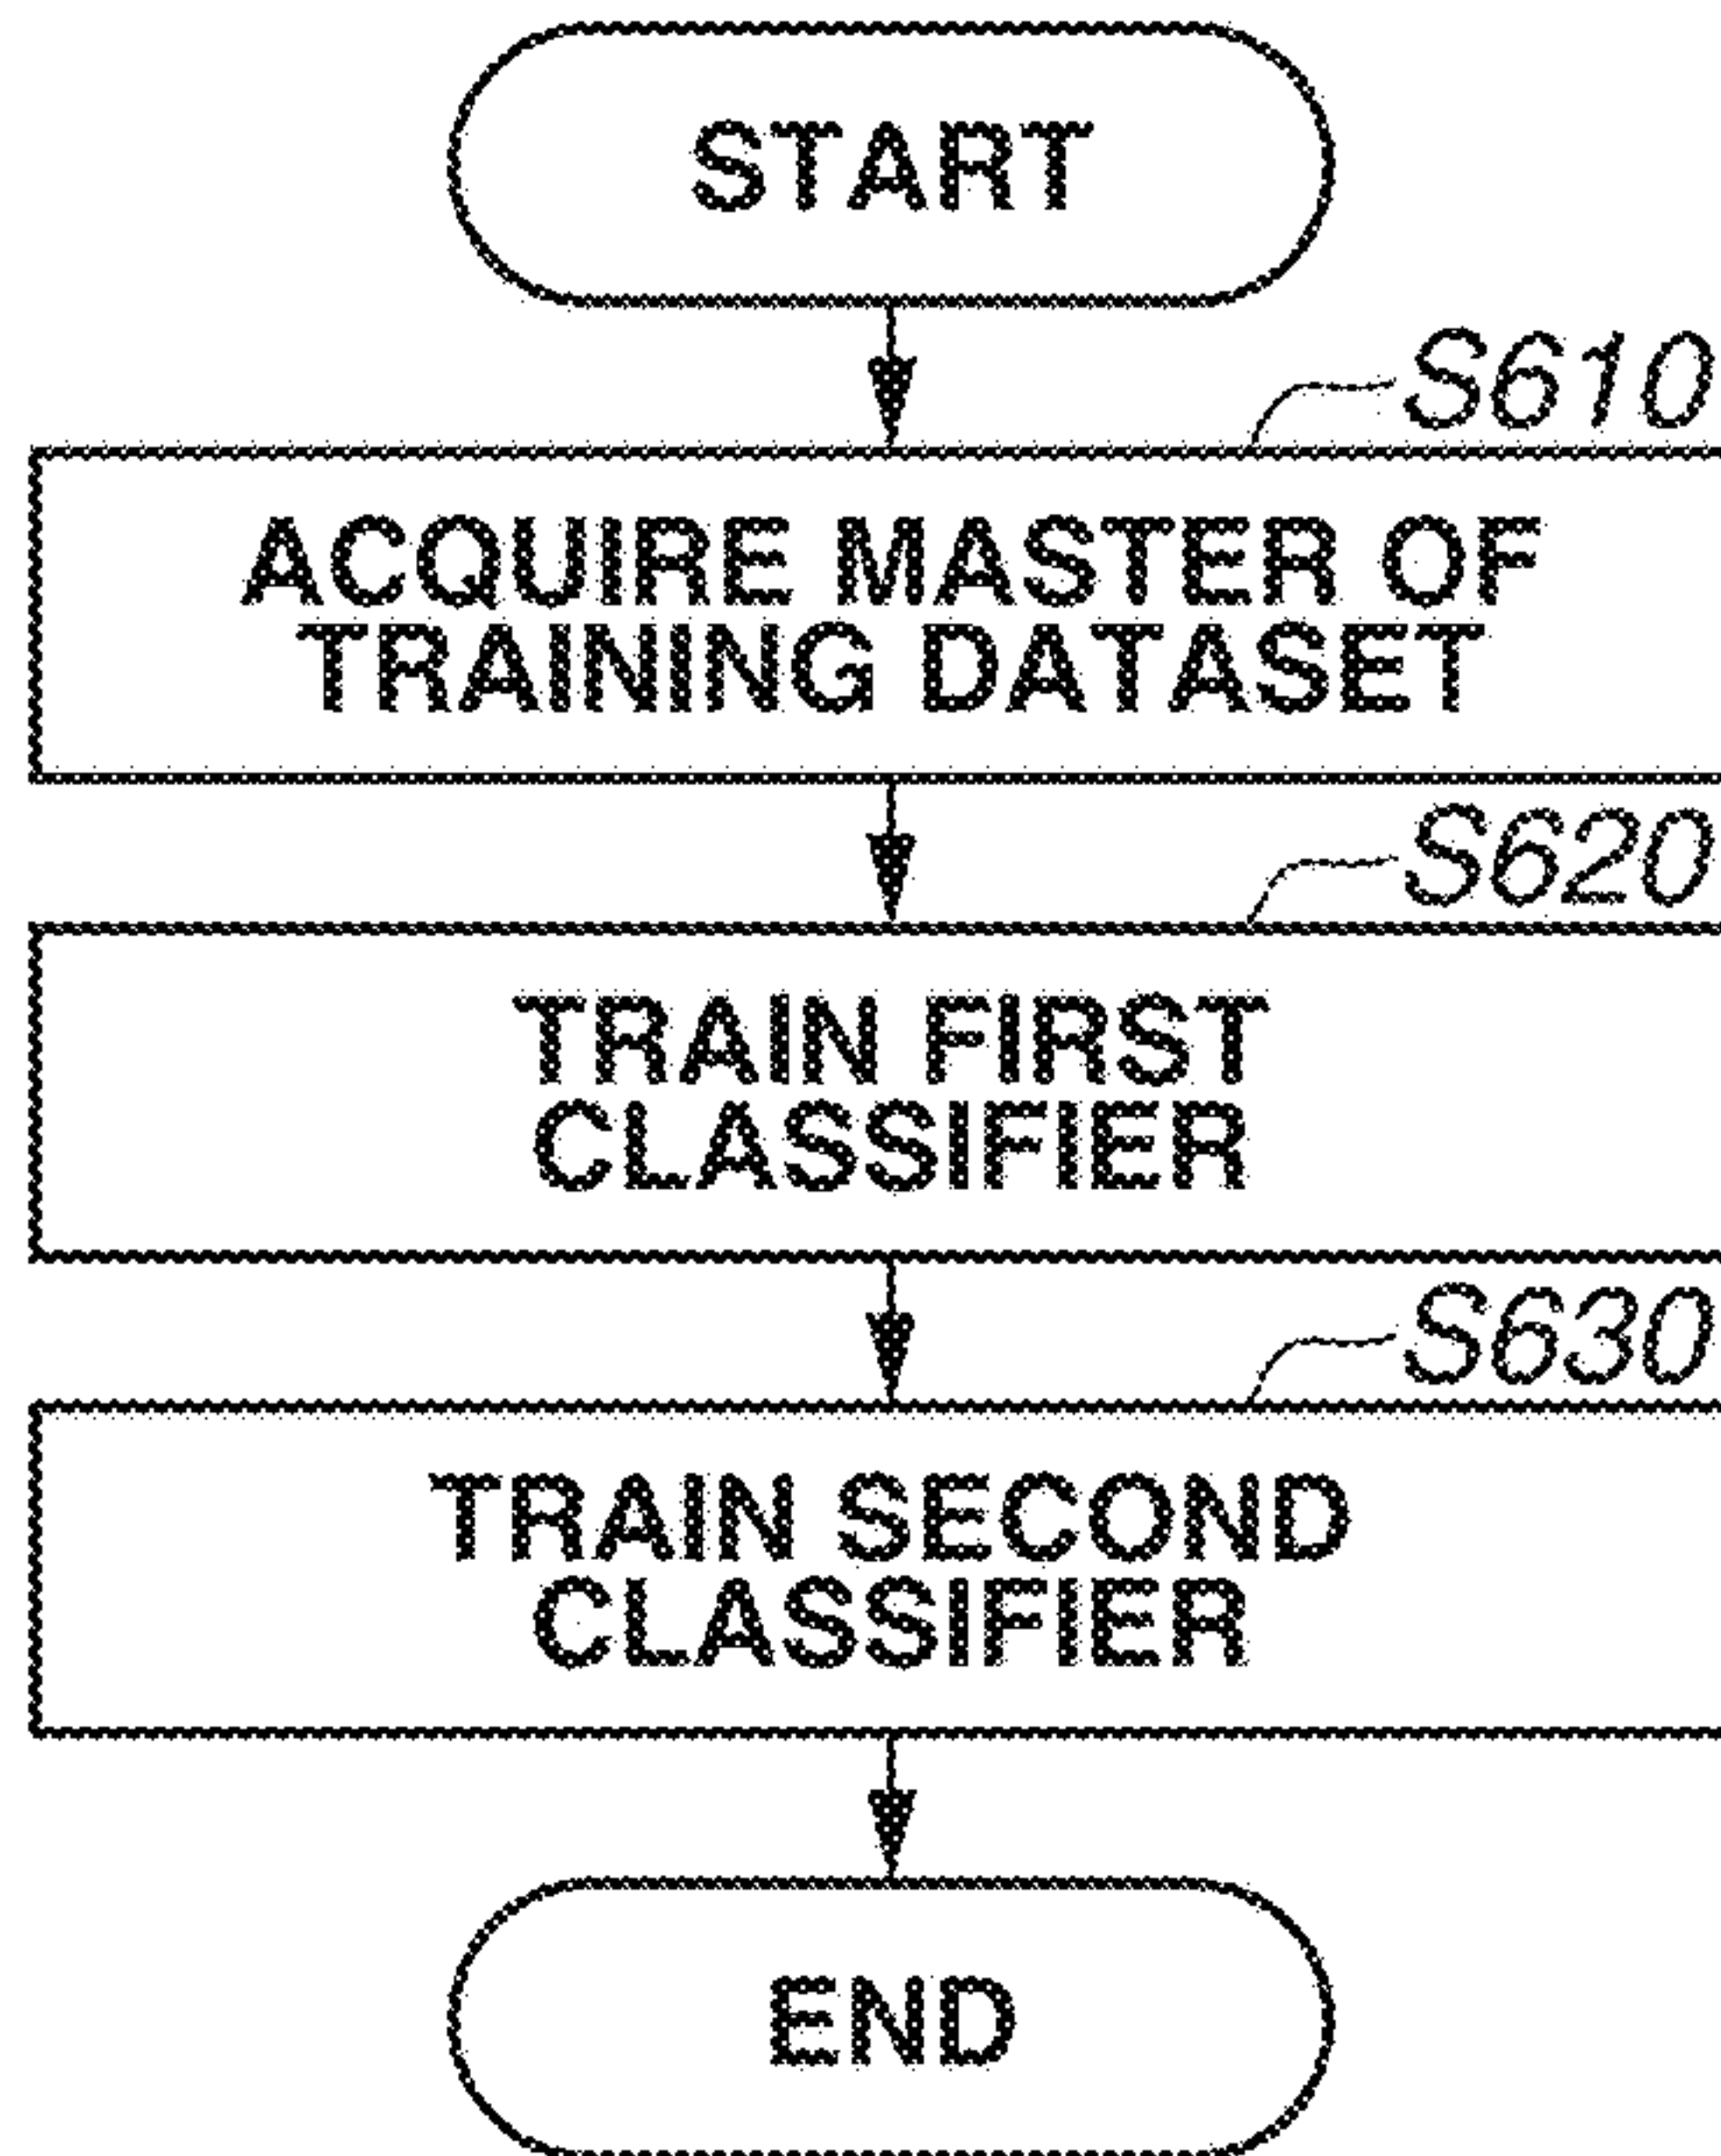 START
S610
ACQUIRE MASTER OF
TRAINING DATASET
S620
TRAIN FIRST
CLASSIFIER
S630
TRAIN SECOND
CLASSIFIER
END